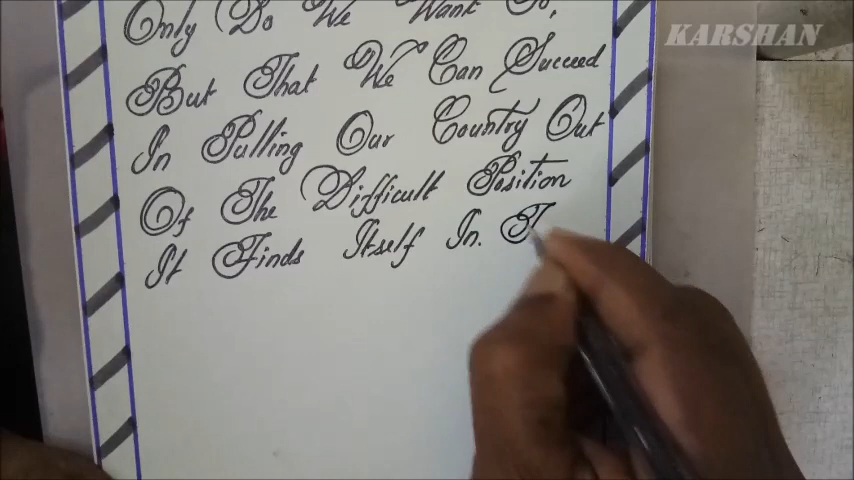 Only Do We Want To,
KARSHAN
But That We Can Succeed
In Pulling Our Country Out
Of The Difficult Position
It Finds Itself In. T